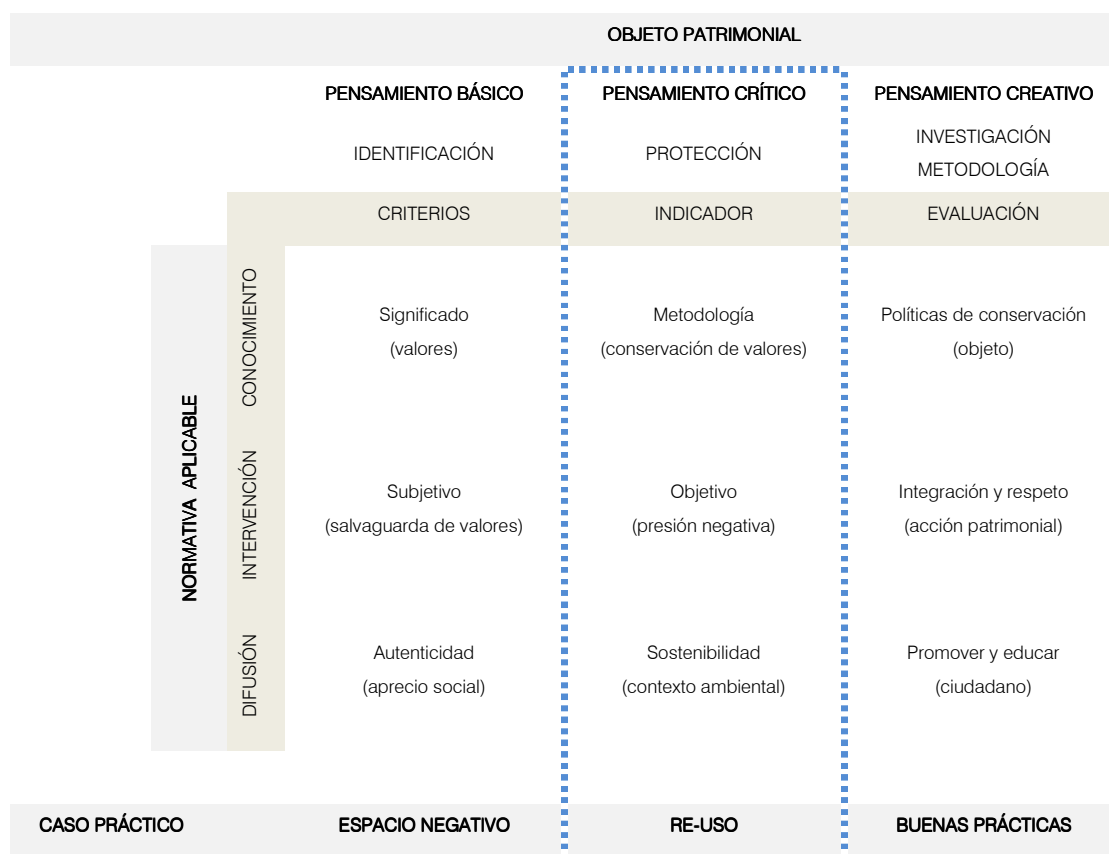 OBJETO PATRIMONIAL
PENSAMIENTO BÁSICO
PENSAMIENTO CRÍTICO
PENSAMIENTO CREATIVO
IDENTIFICACIÓN
PROTECCIÓN
INVESTIGACIÓN
METODOLOGÍA
CRITERIOS
INDICADOR
EVALUACIÓN
NORMATIVA APLICABLE
CONOCIMIENTO
Significado
(valores)
Metodología
(conservación de valores)
Políticas de conservación
(objeto)
INTERVENCIÓN
Subjetivo
(salvaguarda de valores)
Objetivo
(presión negativa)
Integración y respeto
(acción patrimonial)
DIFUSIÓN
Autenticidad
(aprecio social)
Sostenibilidad
(contexto ambiental)
Promover y educar
(ciudadano)
CASO PRÁCTICO
ESPACIO NEGATIVO
RE-USO
BUENAS PRÁCTICAS